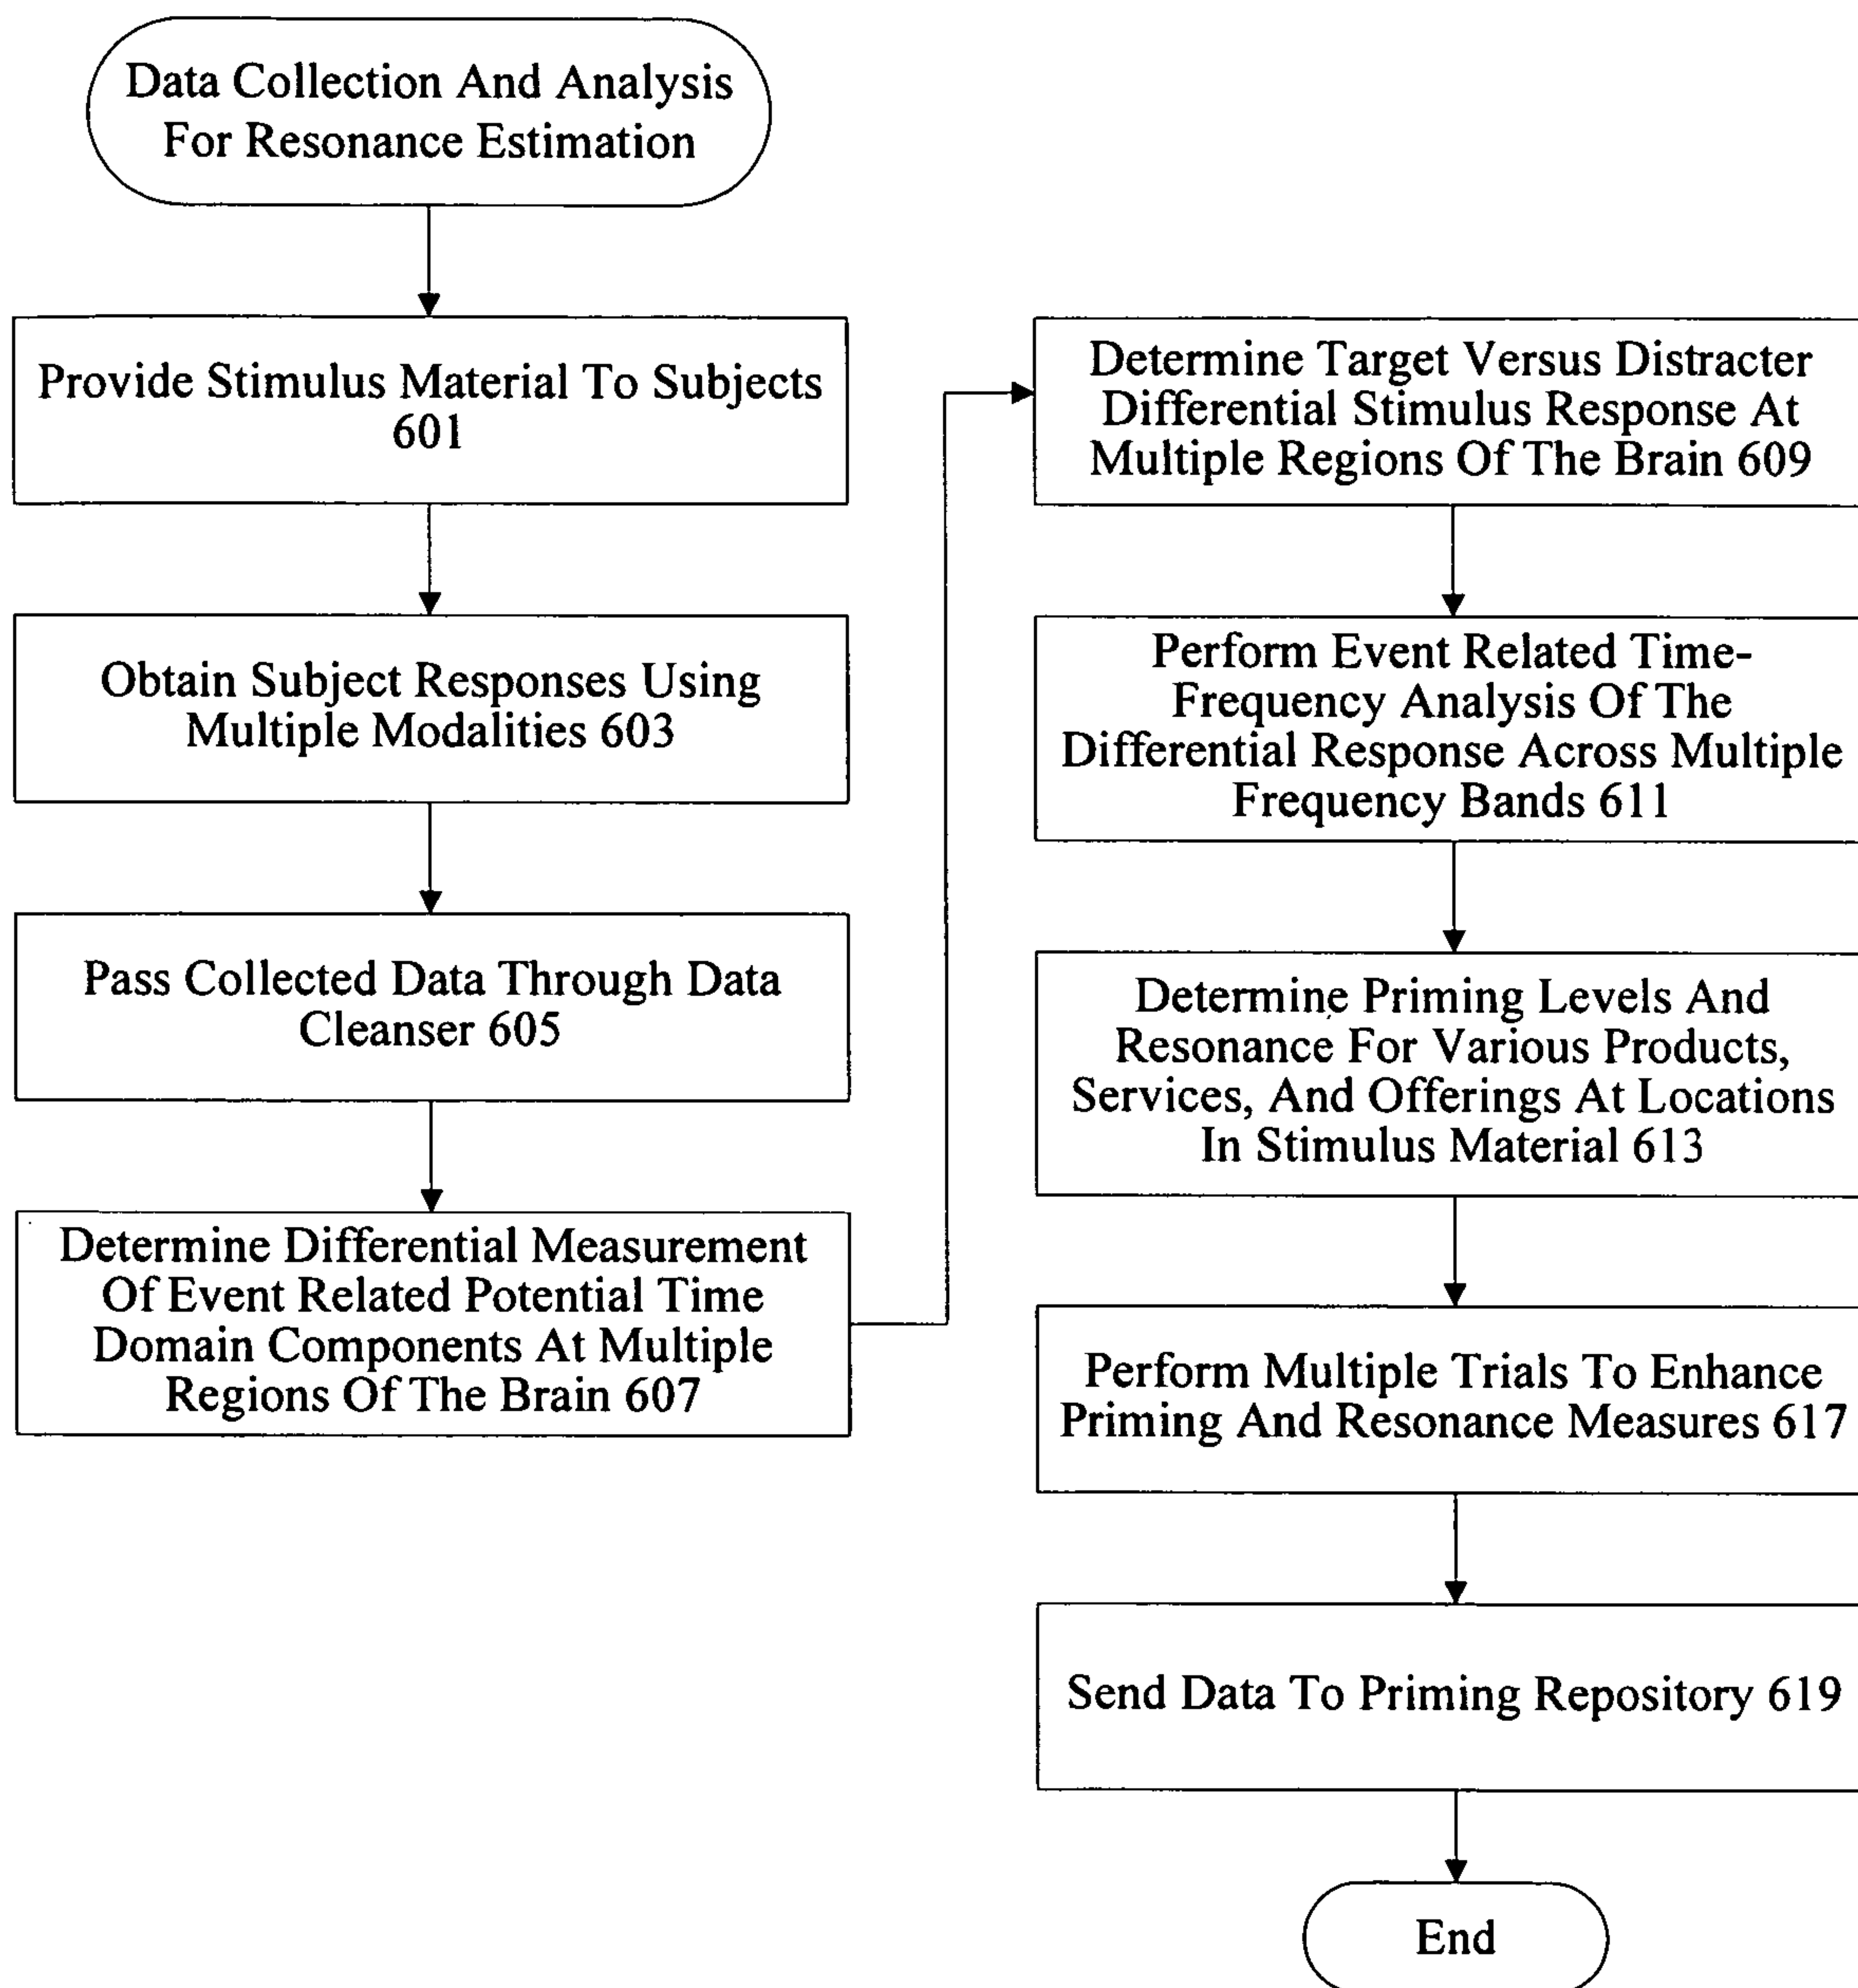 Data Collection And Analysis
For Resonance Estimation
Provide Stimulus Material To Subjects
601
Obtain Subject Responses Using
Multiple Modalities 603
Pass Collected Data Through Data
Cleanser 605
Determine Differential Measurement
Of Event Related Potential Time
Domain Components At Multiple
Regions Of The Brain 607
Determine Target Versus Distracter
Differential Stimulus Response At
Multiple Regions Of The Brain 609
Perform Event Related Time-
Frequency Analysis Of The
Differential Response Across Multiple
Frequency Bands 611
Determine Priming Levels And
Resonance For Various Products,
Services, And Offerings At Locations
In Stimulus Material 613
Perform Multiple Trials To Enhance
Priming And Resonance Measures 617
Send Data To Priming Repository 619
End